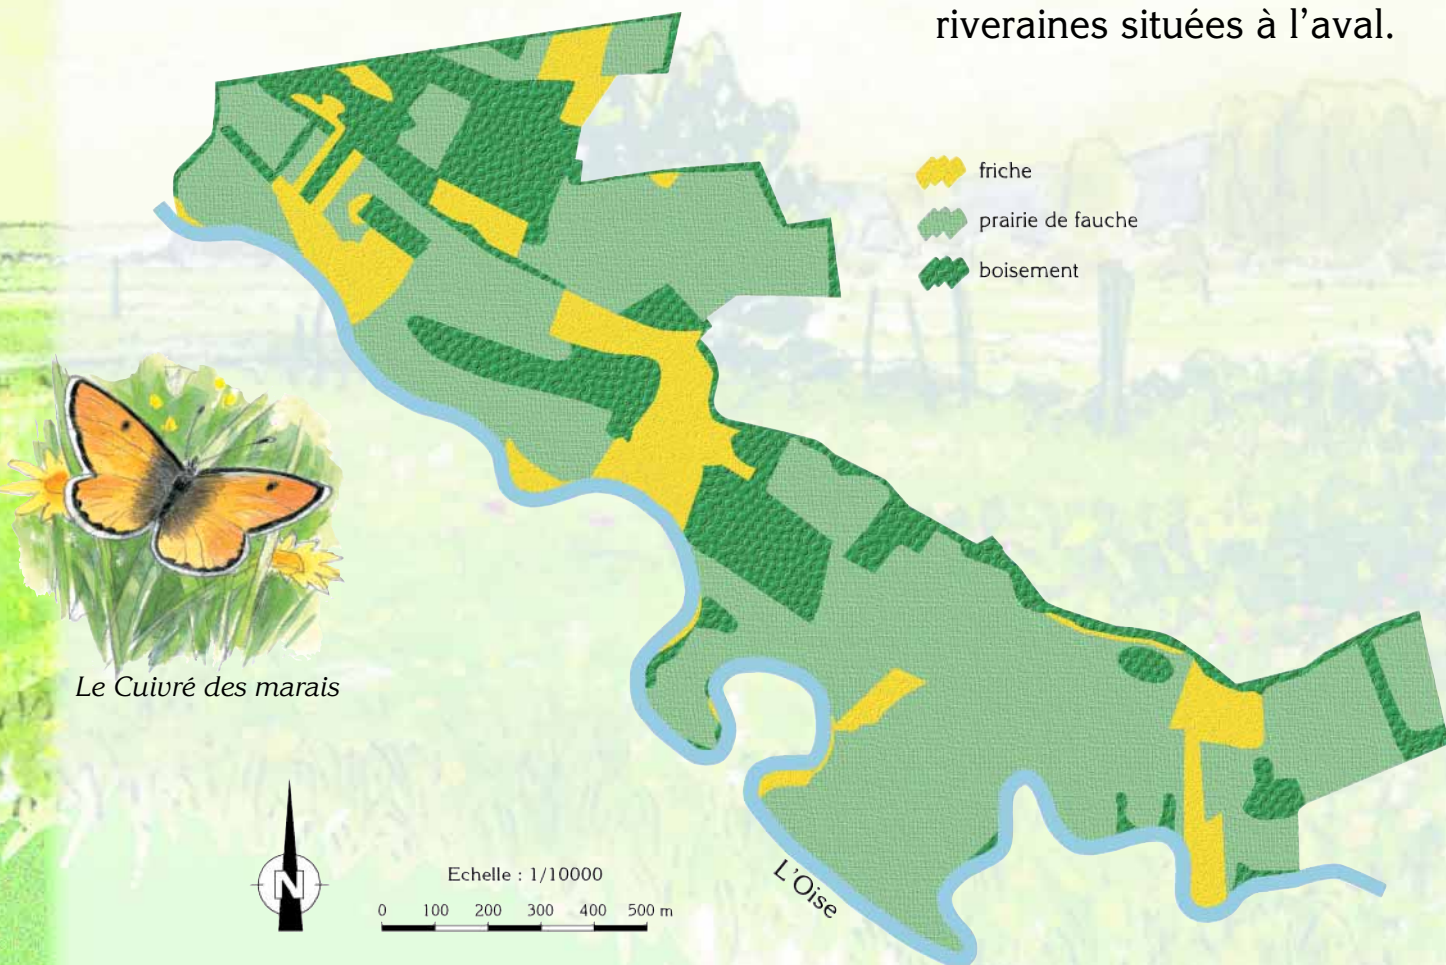 riveraines situées à l’aval.
friche
prairie de fauche
boisement
Le Cuivré des marais
N
Echelle : 1/10000
0 100 200 300 400 500 m
L’Oise